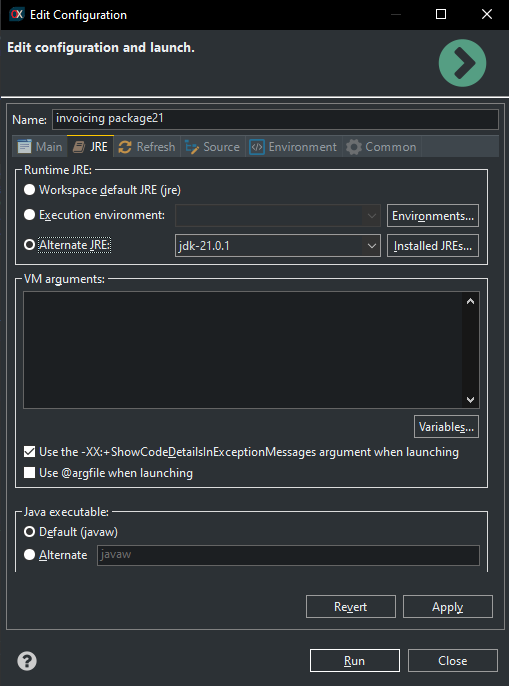 Edit Configuration
Edit configuration and launch.
Name: invoicing package21
Main JRE Refresh Source Environment Common
Runtime JRE:
Workspace default JRE (jre)
Execution environment: Environments...
Alternate JRE: jdk-21.0.1 Installed JREs...
VM arguments:
Variables...
Use the -XX:+ShowCodeDetailsInExceptionMessages argument when launching
Use @argfile when launching
Java executable:
Default (javaw)
Alternate javaw
Revert Apply
? Run Close